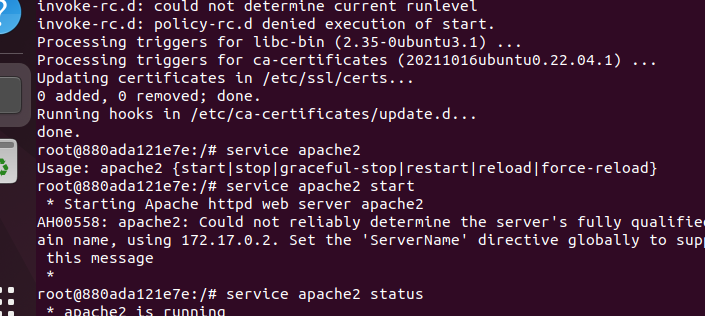 invoke-rc.d: could not determine current runlevel
invoke-rc.d: policy-rc.d denied execution of start.
Processing triggers for libc-bin (2.35-0ubuntu3.1) ...
Processing triggers for ca-certificates (20211016ubuntu0.22.04.1) ...
Updating certificates in /etc/ssl/certs...
0 added, 0 removed; done.
Running hooks in /etc/ca-certificates/update.d...
done.
root@880ada121e7e:/# service apache2
Usage: apache2 {start|stop|graceful-stop|restart|reload|force-reload}
root@880ada121e7e:/# service apache2 start
 * Starting Apache httpd web server apache2
AH00558: apache2: Could not reliably determine the server's fully qualified
ain name, using 172.17.0.2. Set the 'ServerName' directive globally to supp
 this message
 *
root@880ada121e7e:/# service apache2 status
 * apache2 is running